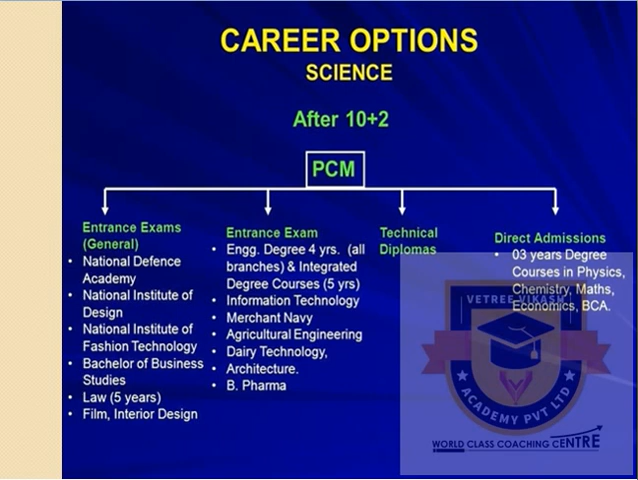 CAREER OPTIONS
SCIENCE
After 10+2
PCM
Entrance Exams
(General)
• National Defence
Academy
• National Institute of
Design
• National Institute of
Fashion Technology
• Bachelor of Business
Studies
• Law (5 years)
• Film, Interior Design
Entrance Exam
• Engg. Degree 4 yrs. (all
branches) & Integrated
Degree Courses (5 yrs)
• Information Technology
• Merchant Navy
• Agricultural Engineering
• Dairy Technology,
• Architecture.
• B. Pharma
Technical
Diplomas
Direct Admissions
• 03 years Degree
Courses in Physics,
Chemistry, Maths,
Economics, BCA.
VETREE VIKASH
ACADEMY PVT LTD
WORLD CLASS COACHING CENTRE